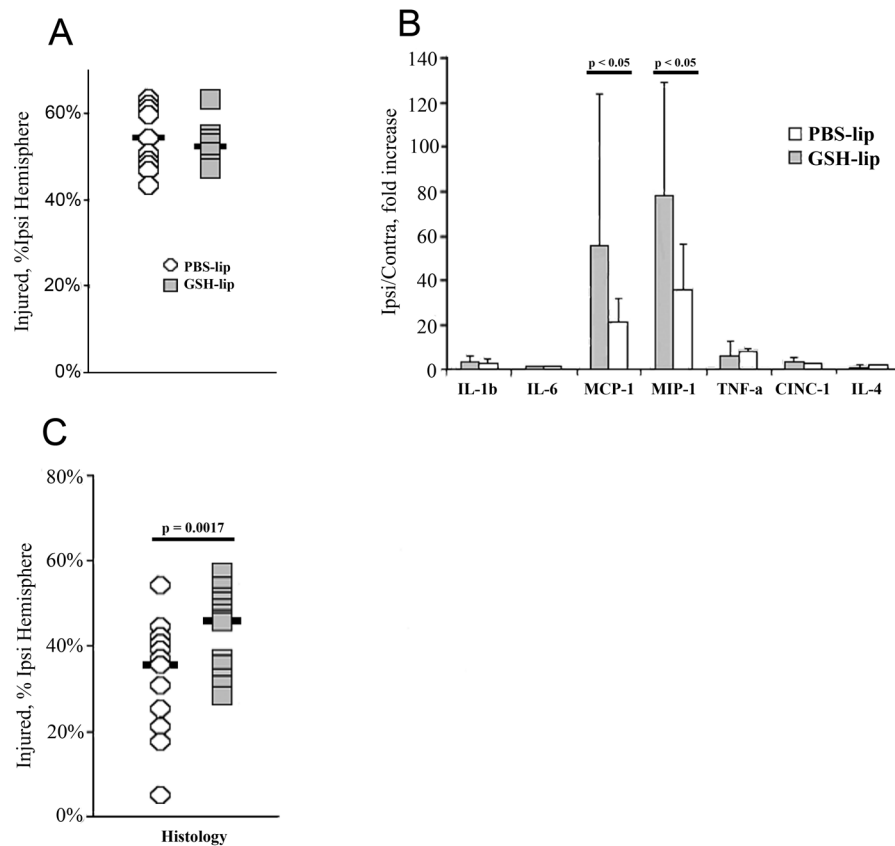 A
Injured, %Ipsi Hemisphere
60%
40%
20%
0%
PBS-lip
GSH-lip
B
Ipsi/Contra, fold increase
140
120
100
80
60
40
20
0
p < 0.05
p < 0.05
PBS-lip
GSH-lip
IL-1b IL-6 MCP-1 MIP-1 TNF-a CINC-1 IL-4
C
Injured, % Ipsi Hemisphere
80%
60%
40%
20%
0%
p = 0.0017
Histology